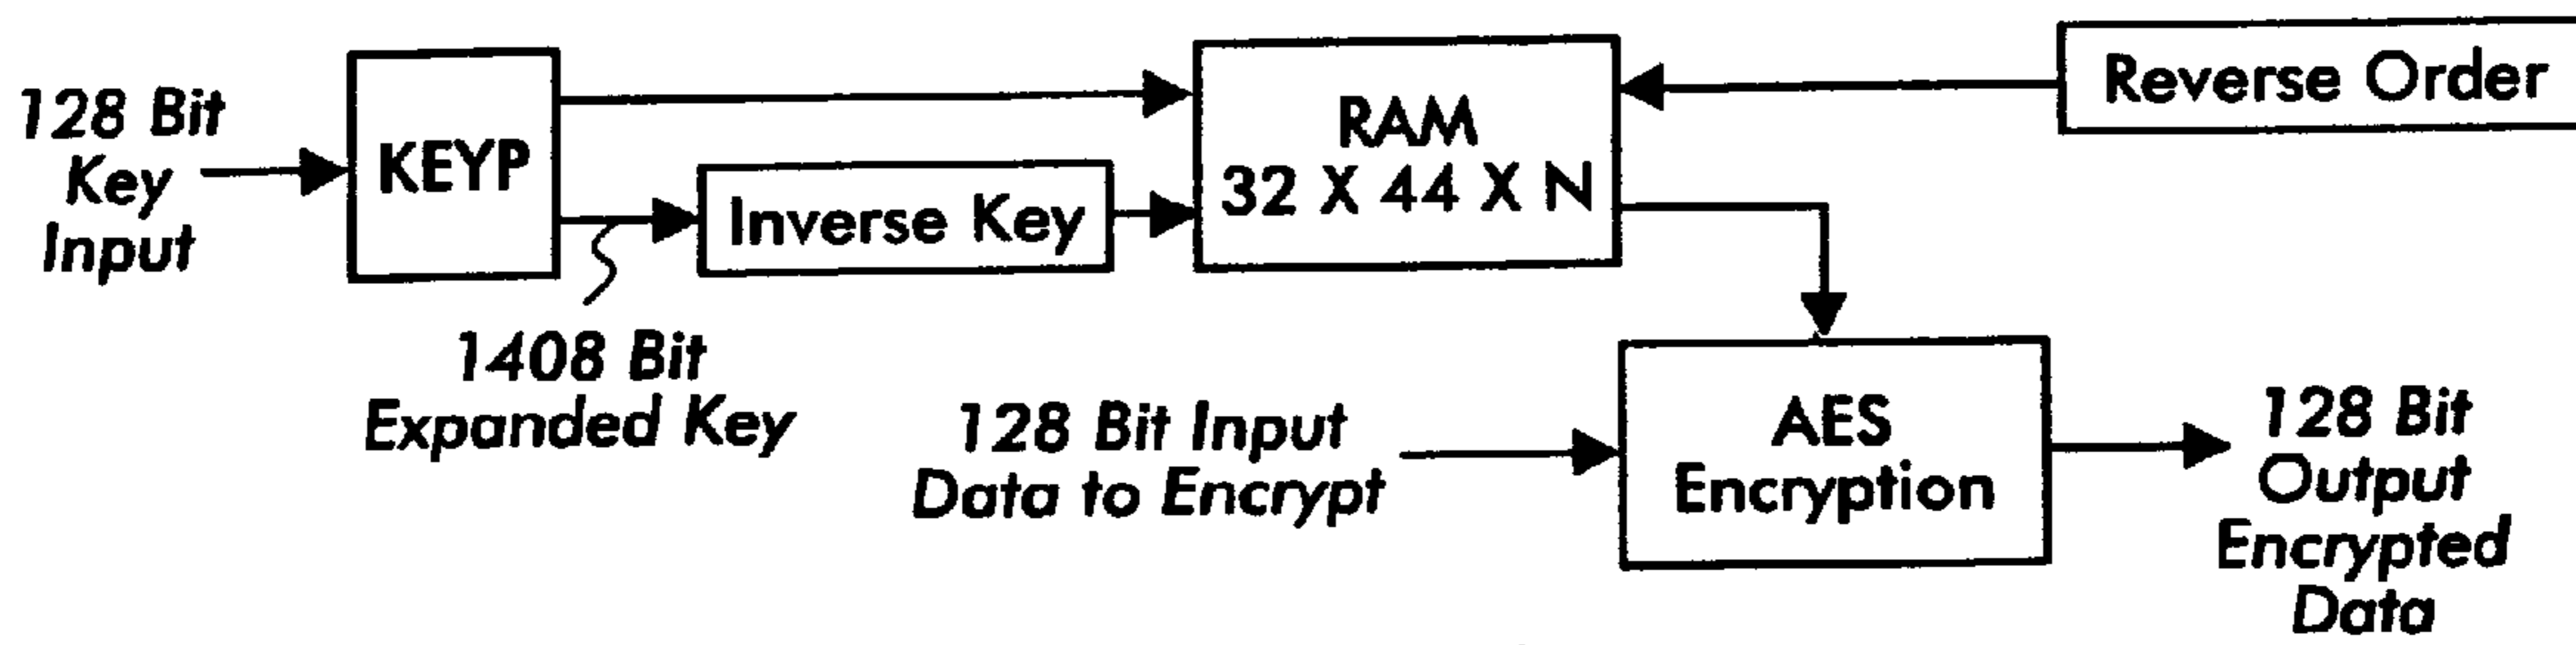 128 Bit
Key
Input
KEYP
1408 Bit
Expanded Key
Inverse Key
RAM
32 X 44 X N
Reverse Order
128 Bit Input
Data to Encrypt
AES
Encryption
128 Bit
Output
Encrypted
Data